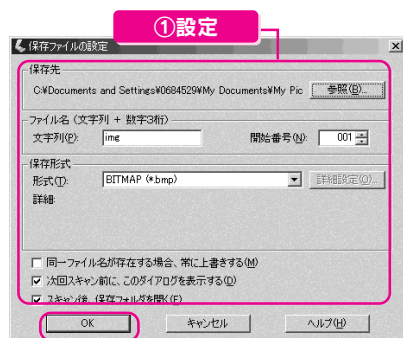 ①設定
保存ファイルの設定
保存先
C:¥Documents and Settings¥0684529¥My Documents¥My Pic 参照(B)...
ファイル名 (文字列 + 数字3桁)
文字列(P): img 開始番号(N): 001
保存形式
形式(T): BITMAP (*.bmp) 詳細設定(O)...
詳細:
同一ファイル名が存在する場合、常に上書きする(M)
次回スキャン前に、このダイアログを表示する(D)
スキャン後、保存フォルダを開く(F)
OK キャンセル ヘルプ(H)